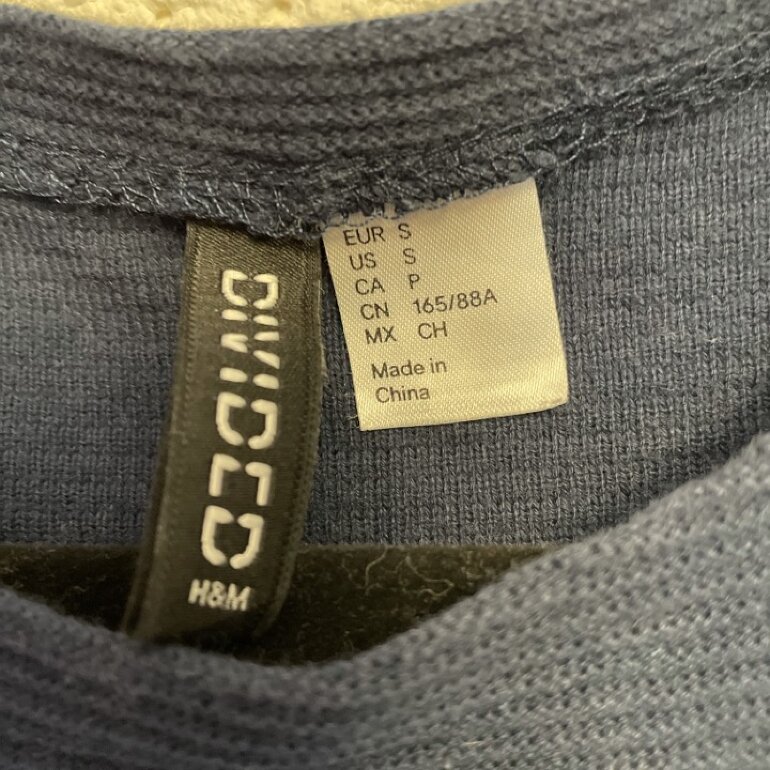 DIVIDED
H&M
EUR S
US S
CA P
CN 165/88A
MX CH
Made in
China